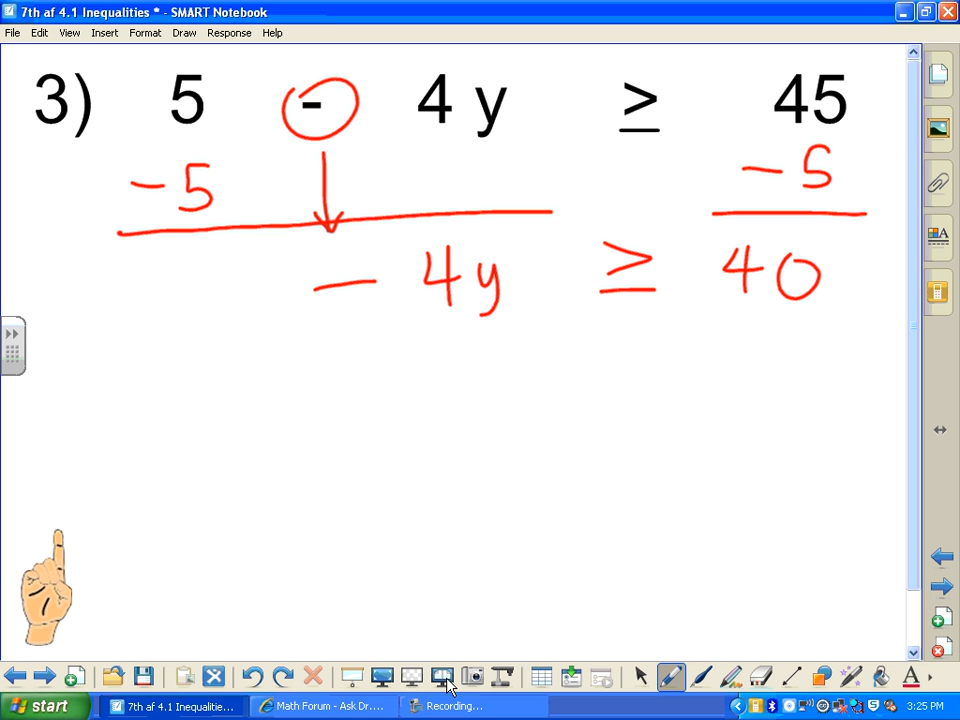 7th af 4.1 Inequalities * - SMART Notebook
File Edit View Insert Format Draw Response Help
3) 5 - 4 y ≥ 45
-5 -5
- 4y ≥ 40
start 7th af 4.1 Inequalitie... Math Forum - Ask Dr.... Recording... 3:25 PM